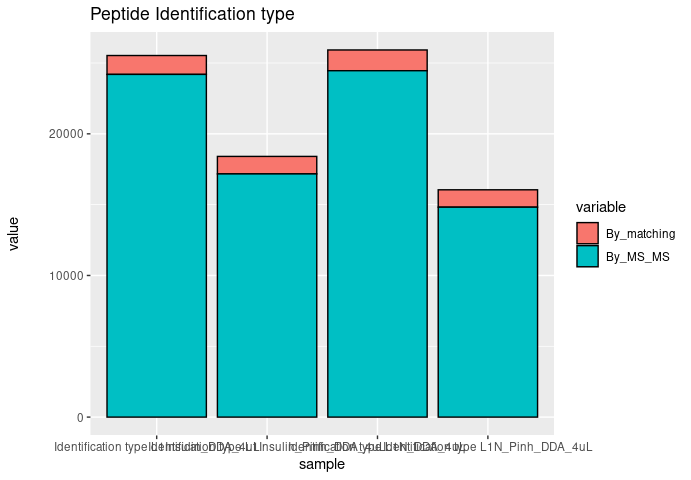 Peptide Identification type
value
20000
10000
0
Identification type
L1N_Pinh_DDA_4uL
sample
variable
By_matching
By_MS_MS